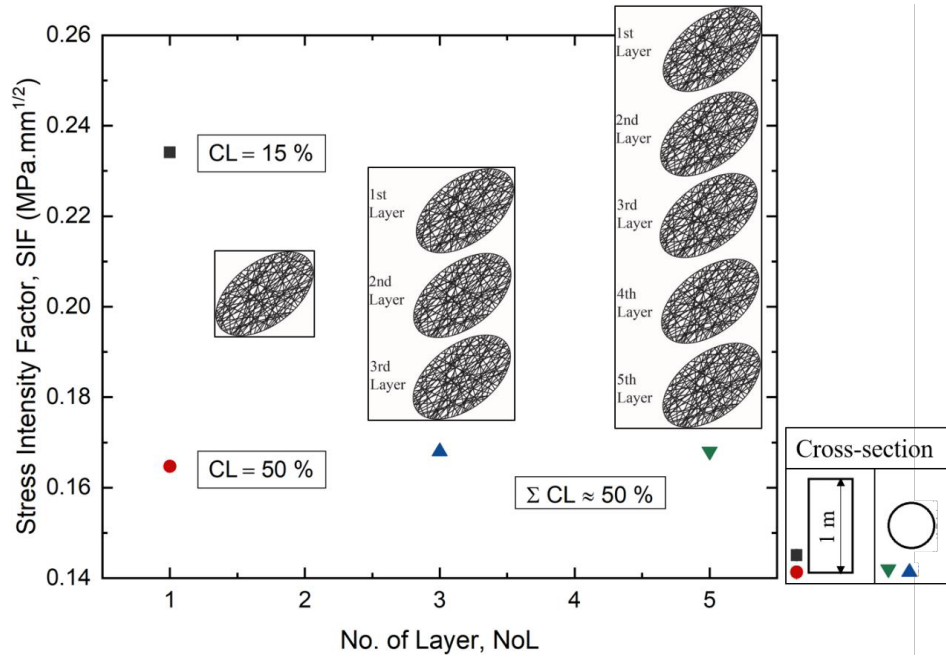 Stress Intensity Factor, SIF (MPa.mm1/2)
0.26
0.24
0.22
0.20
0.18
0.16
0.14
1
2
3
4
5
No. of Layer, NoL
CL = 15 %
CL = 50 %
1st
Layer
2nd
Layer
3rd
Layer
1st
Layer
2nd
Layer
3rd
Layer
4th
Layer
5th
Layer
Σ CL ≈ 50 %
Cross-section
1 m